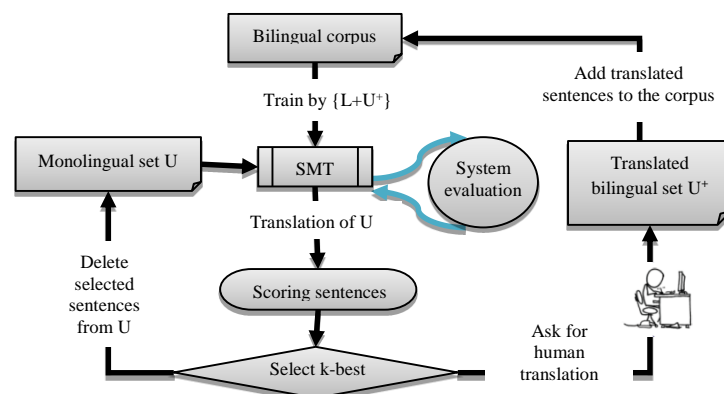 Bilingual corpus
Add translated
sentences to the corpus
Train by {L+U⁺}
Monolingual set U
SMT
System
evaluation
Translated
bilingual set U⁺
Translation of U
Delete
selected
sentences
from U
Scoring sentences
Select k-best
Ask for
human
translation